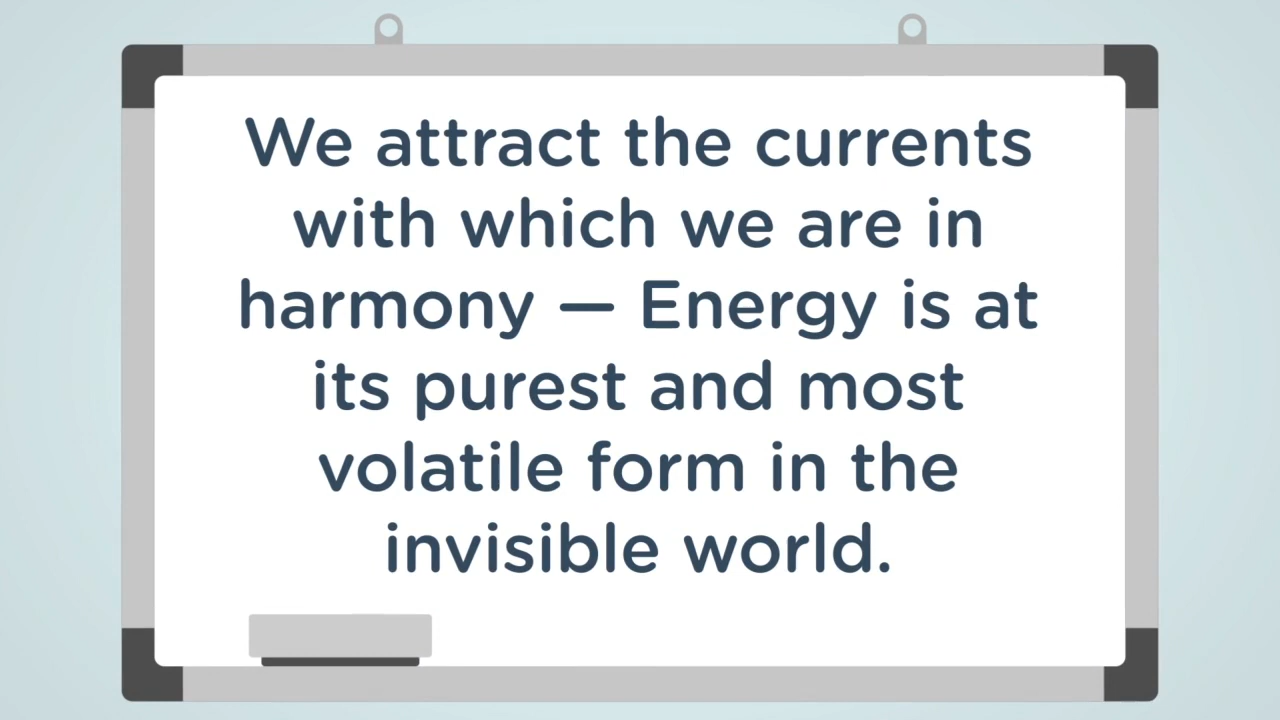 We attract the currents
with which we are in
harmony — Energy is at
its purest and most
volatile form in the
invisible world.